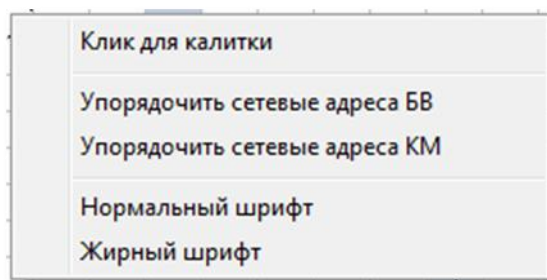 Клик для калитки
Упорядочить сетевые адреса БВ
Упорядочить сетевые адреса КМ
Нормальный шрифт
Жирный шрифт